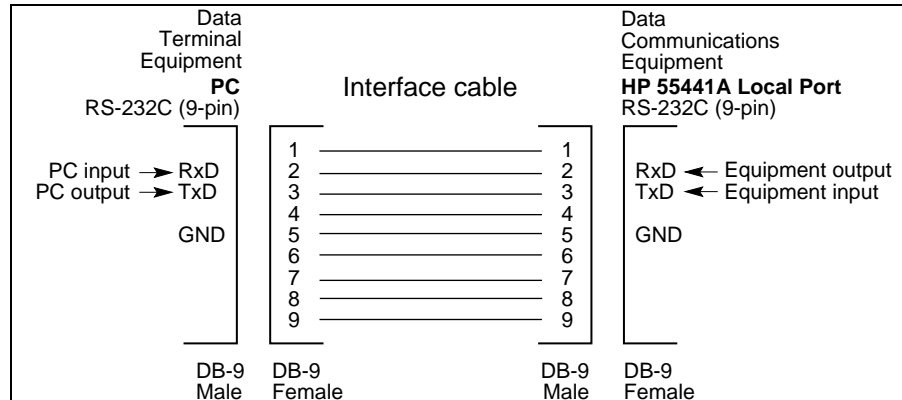 Data
Terminal
Equipment
PC
RS-232C (9-pin)
Interface cable
Data
Communications
Equipment
HP 55441A Local Port
RS-232C (9-pin)
PC input RxD
PC output TxD
GND
1 1
2 2
3 3
4 4
5 5
6 6
7 7
8 8
9 9
RxD Equipment output
TxD Equipment input
GND
DB-9
Male
DB-9
Female
DB-9
Male
DB-9
Female